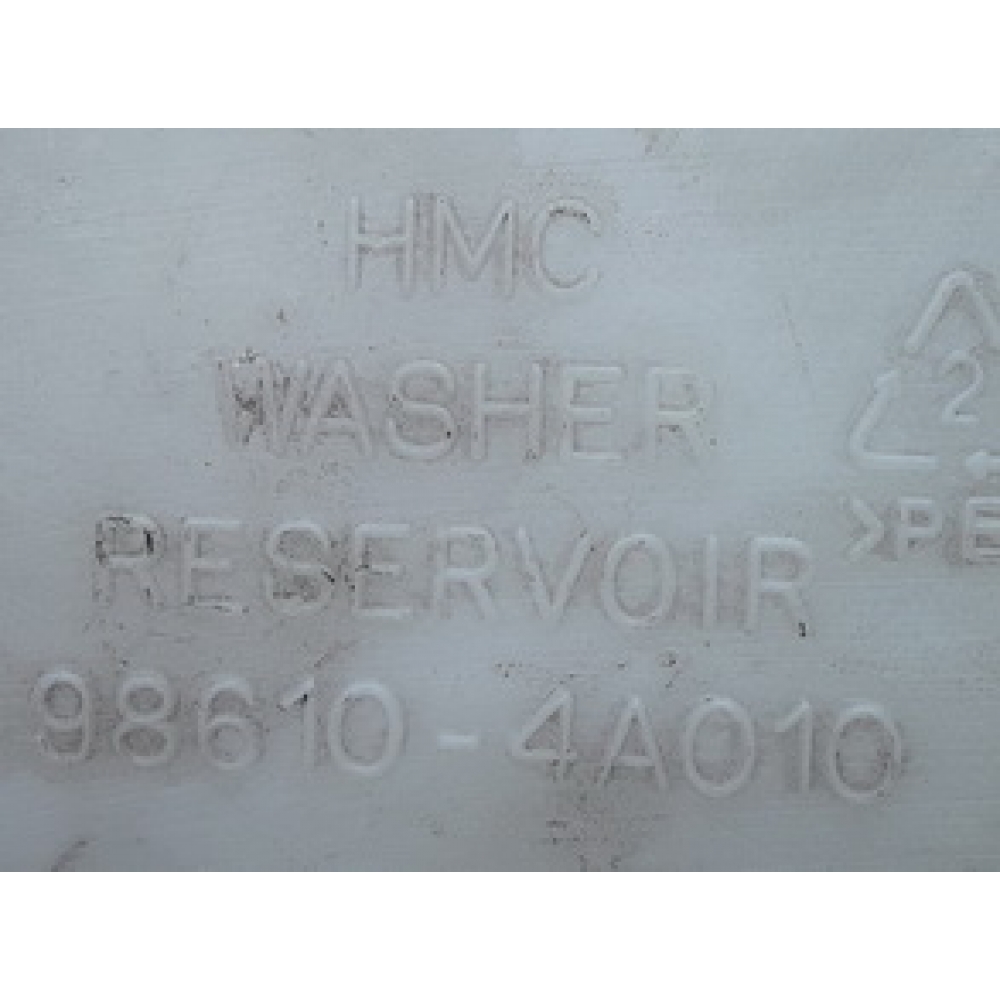 HMC
WASHER
RESERVOIR
98610-4A010
2
>PE